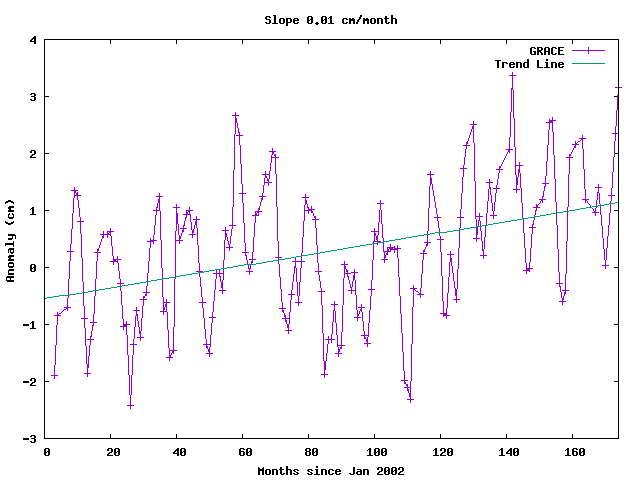 Slope 0.01 cm/month
GRACE
Trend Line
4
3
2
1
0
-1
-2
-3
Anomaly (cm)
0 20 40 60 80 100 120 140 160
Months since Jan 2002